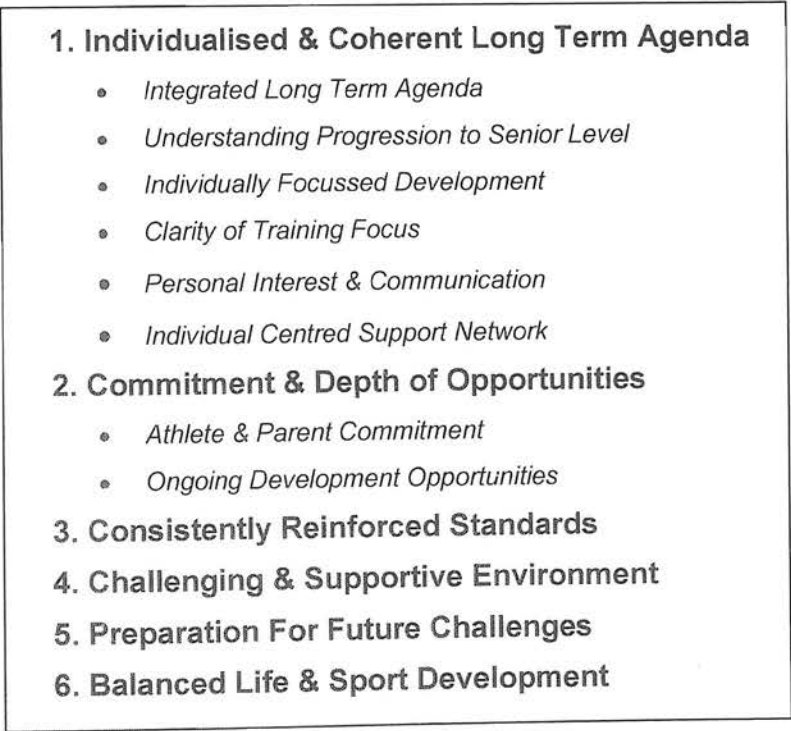 1. Individualised & Coherent Long Term Agenda
• Integrated Long Term Agenda
• Understanding Progression to Senior Level
• Individually Focussed Development
• Clarity of Training Focus
• Personal Interest & Communication
• Individual Centred Support Network
2. Commitment & Depth of Opportunities
• Athlete & Parent Commitment
• Ongoing Development Opportunities
3. Consistently Reinforced Standards
4. Challenging & Supportive Environment
5. Preparation For Future Challenges
6. Balanced Life & Sport Development